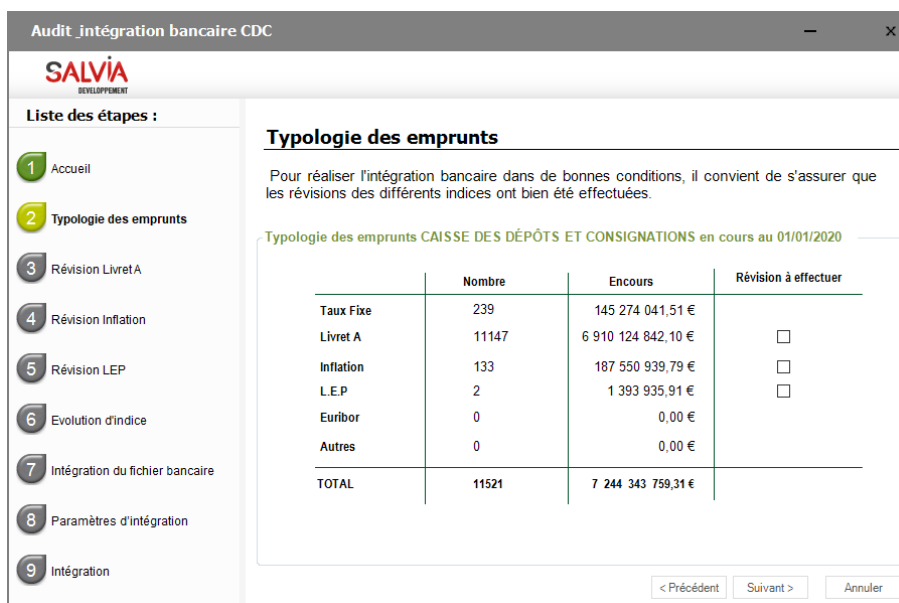 Audit_intégration bancaire CDC
SALVIA
DEVELOPPEMENT
Liste des étapes :
1 Accueil
2 Typologie des emprunts
3 Révision Livret A
4 Révision Inflation
5 Révision LEP
6 Evolution d'indice
7 Intégration du fichier bancaire
8 Paramètres d'intégration
9 Intégration
Typologie des emprunts
Pour réaliser l'intégration bancaire dans de bonnes conditions, il convient de s'assurer que
les révisions des différents indices ont bien été effectuées.
Typologie des emprunts CAISSE DES DÉPÔTS ET CONSIGNATIONS en cours au 01/01/2020
Nombre Encours Révision à effectuer
Taux Fixe 239 145 274 041,51 €
Livret A 11147 6 910 124 842,10 €
Inflation 133 187 550 939,79 €
L.E.P 2 1 393 935,91 €
Euribor 0 0,00 €
Autres 0 0,00 €
TOTAL 11521 7 244 343 759,31 €
< Précédent Suivant > Annuler